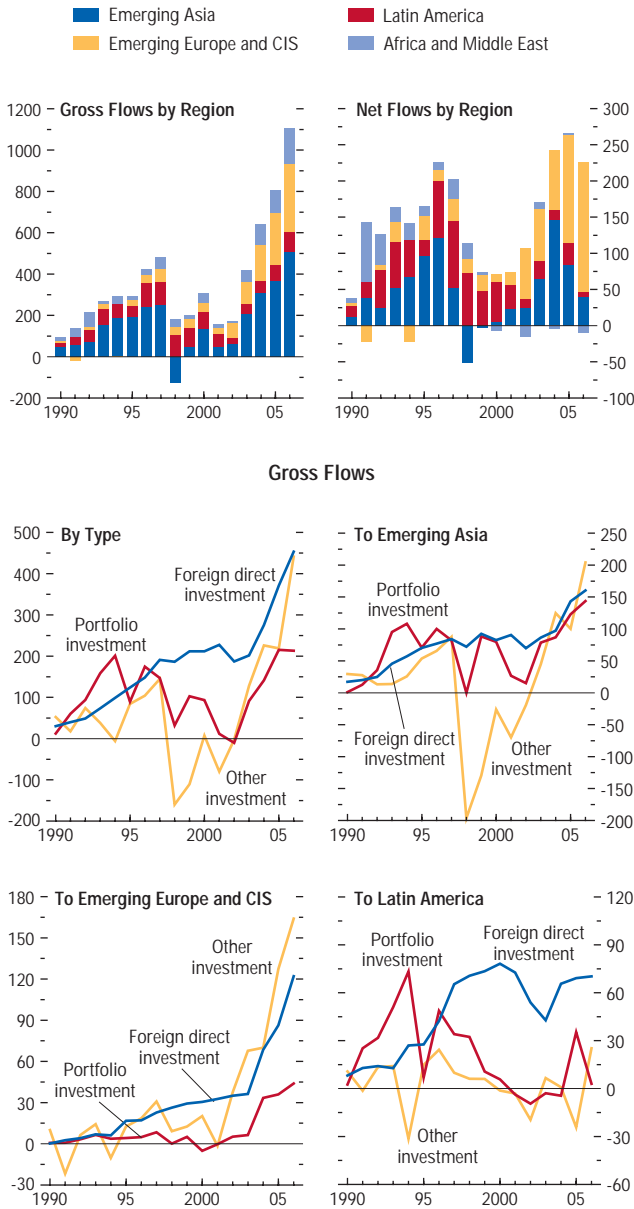 Emerging Asia
Latin America
Emerging Europe and CIS
Africa and Middle East
Gross Flows by Region
1200
1000
800
600
400
200
0
-200
1990
95
2000
05
Net Flows by Region
300
250
200
150
100
50
0
-50
-100
1990
95
2000
05
Gross Flows
By Type
500
400
300
200
100
0
-100
-200
Foreign direct
investment
Portfolio
investment
Other
investment
1990
95
2000
05
To Emerging Asia
250
200
150
100
50
0
-50
-100
-150
-200
Portfolio
investment
Foreign direct
investment
Other
investment
1990
95
2000
05
To Emerging Europe and CIS
180
150
120
90
60
30
0
-30
Other
investment
Foreign direct
investment
Portfolio
investment
1990
95
2000
05
To Latin America
120
90
60
30
0
-30
-60
Portfolio
investment
Foreign direct
investment
Other
investment
1990
95
2000
05